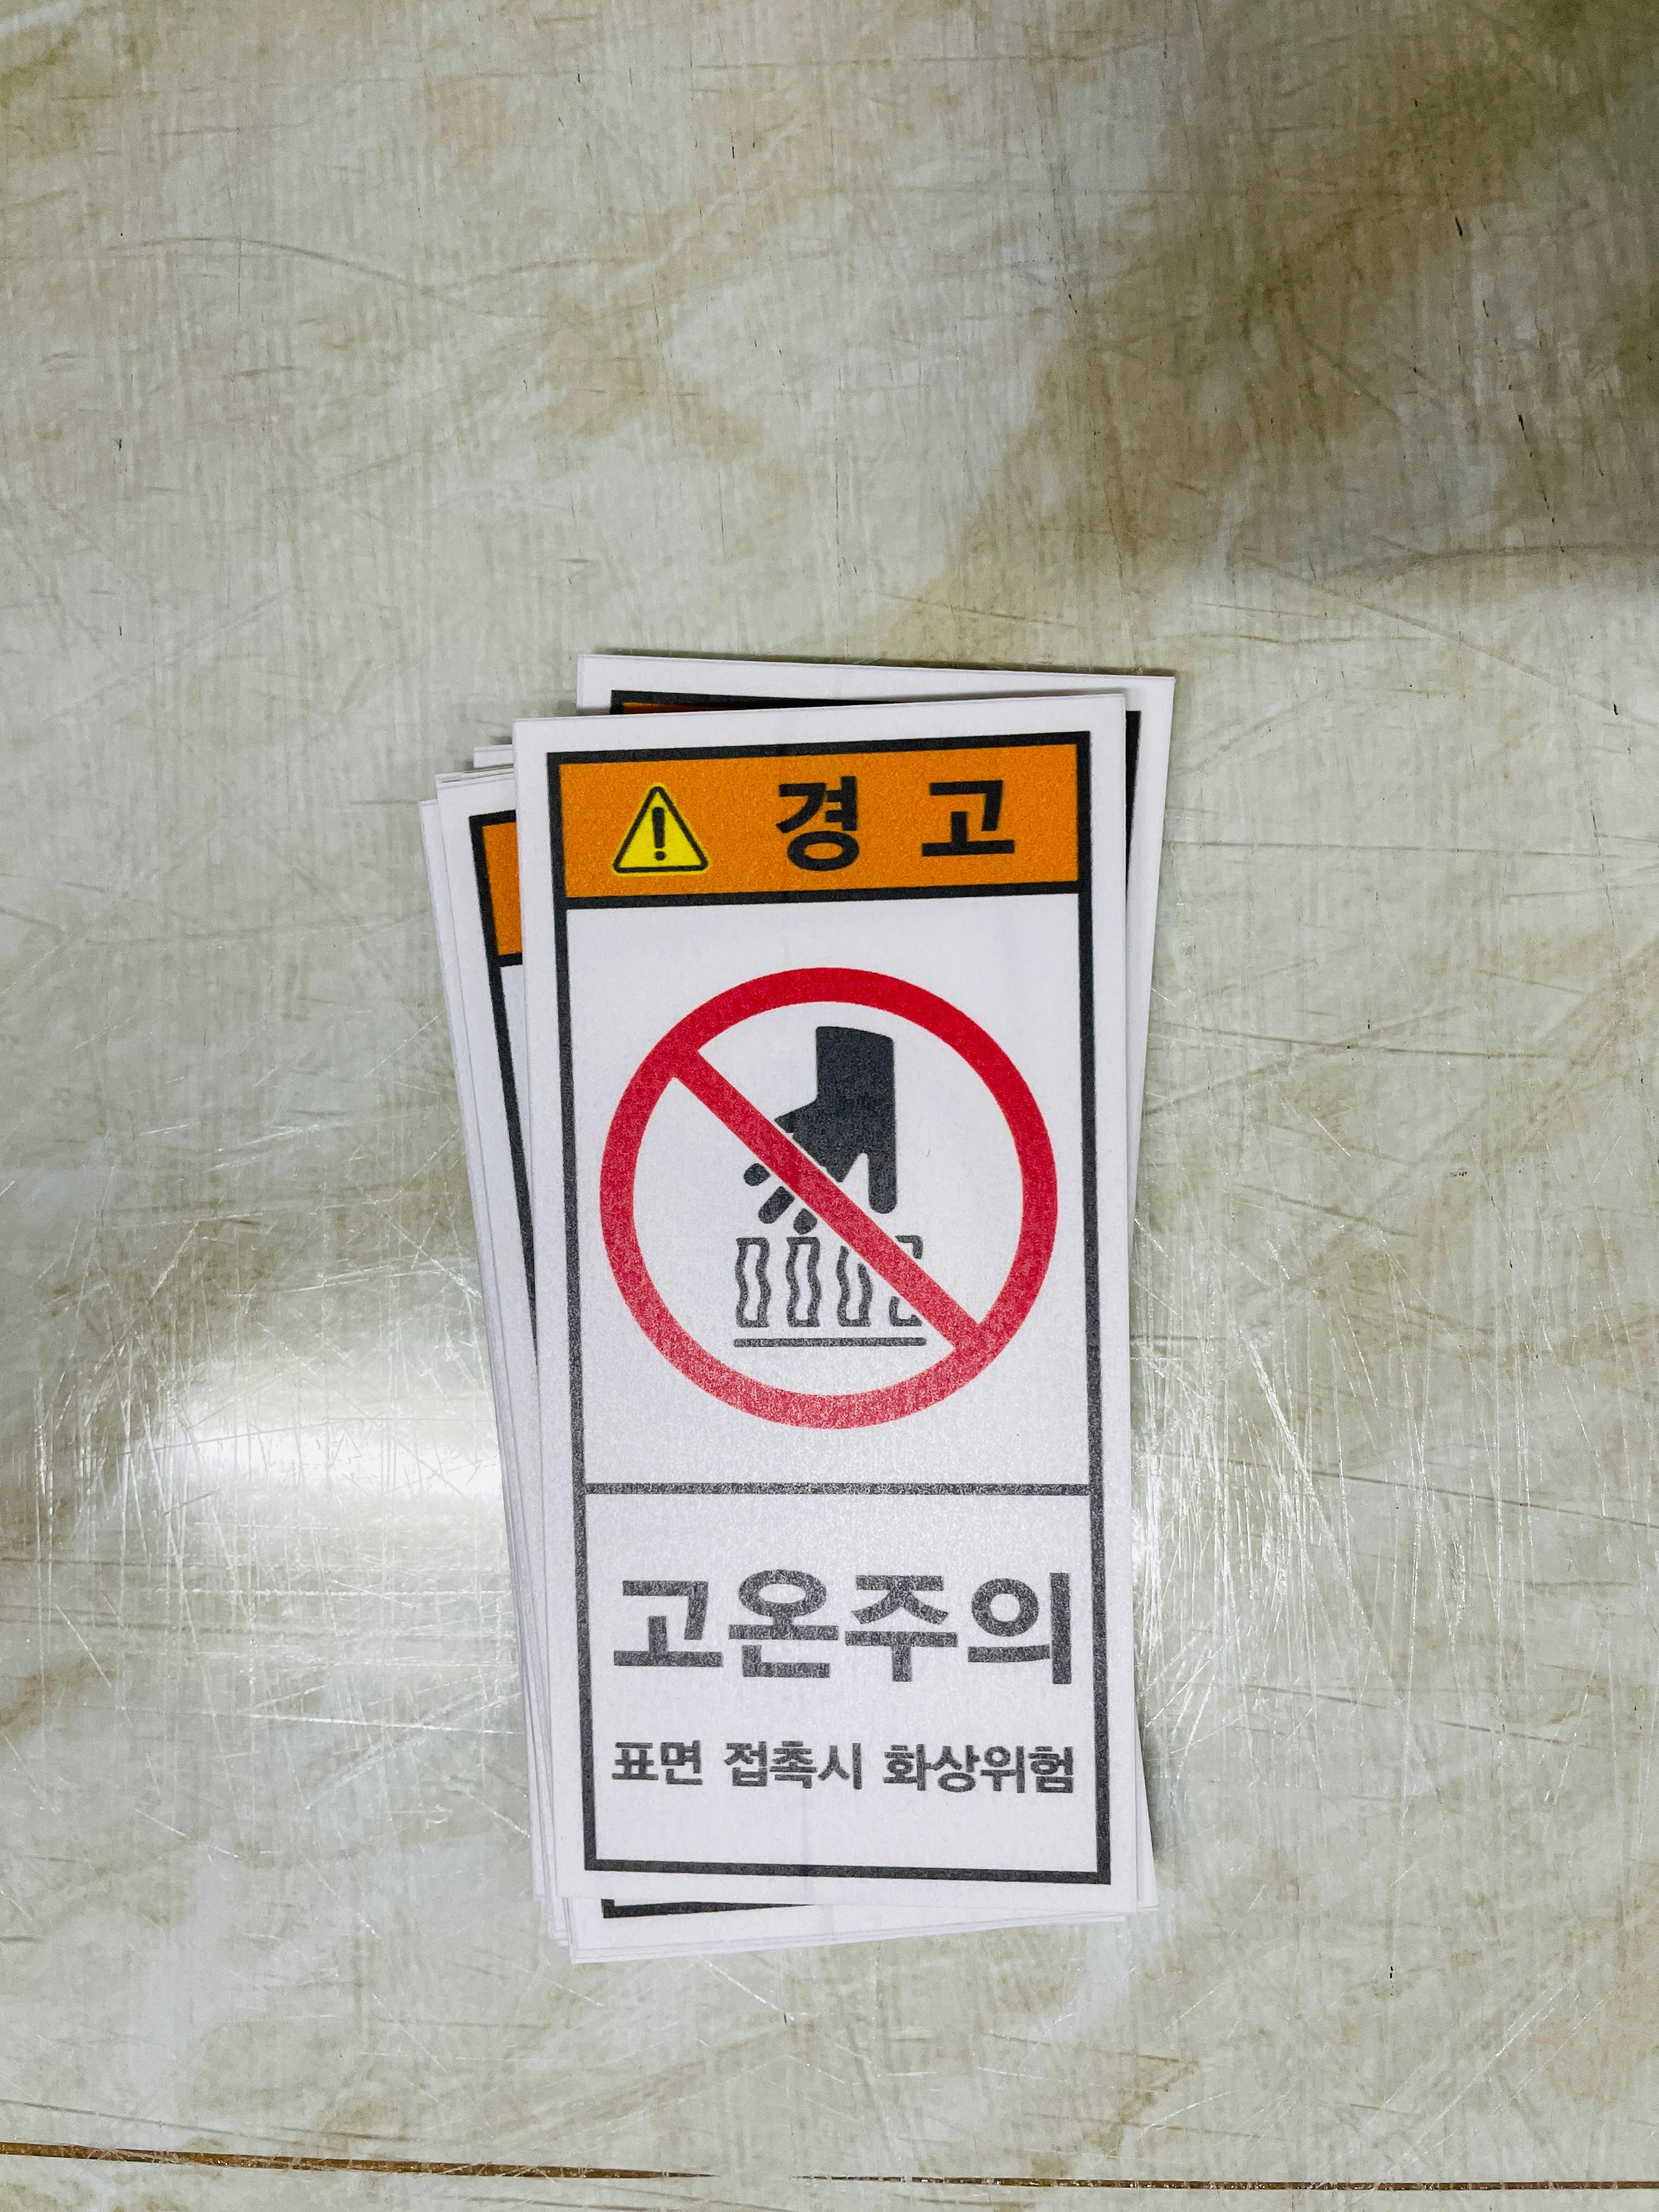 경 고
고온주의
표면 접촉시 화상위험